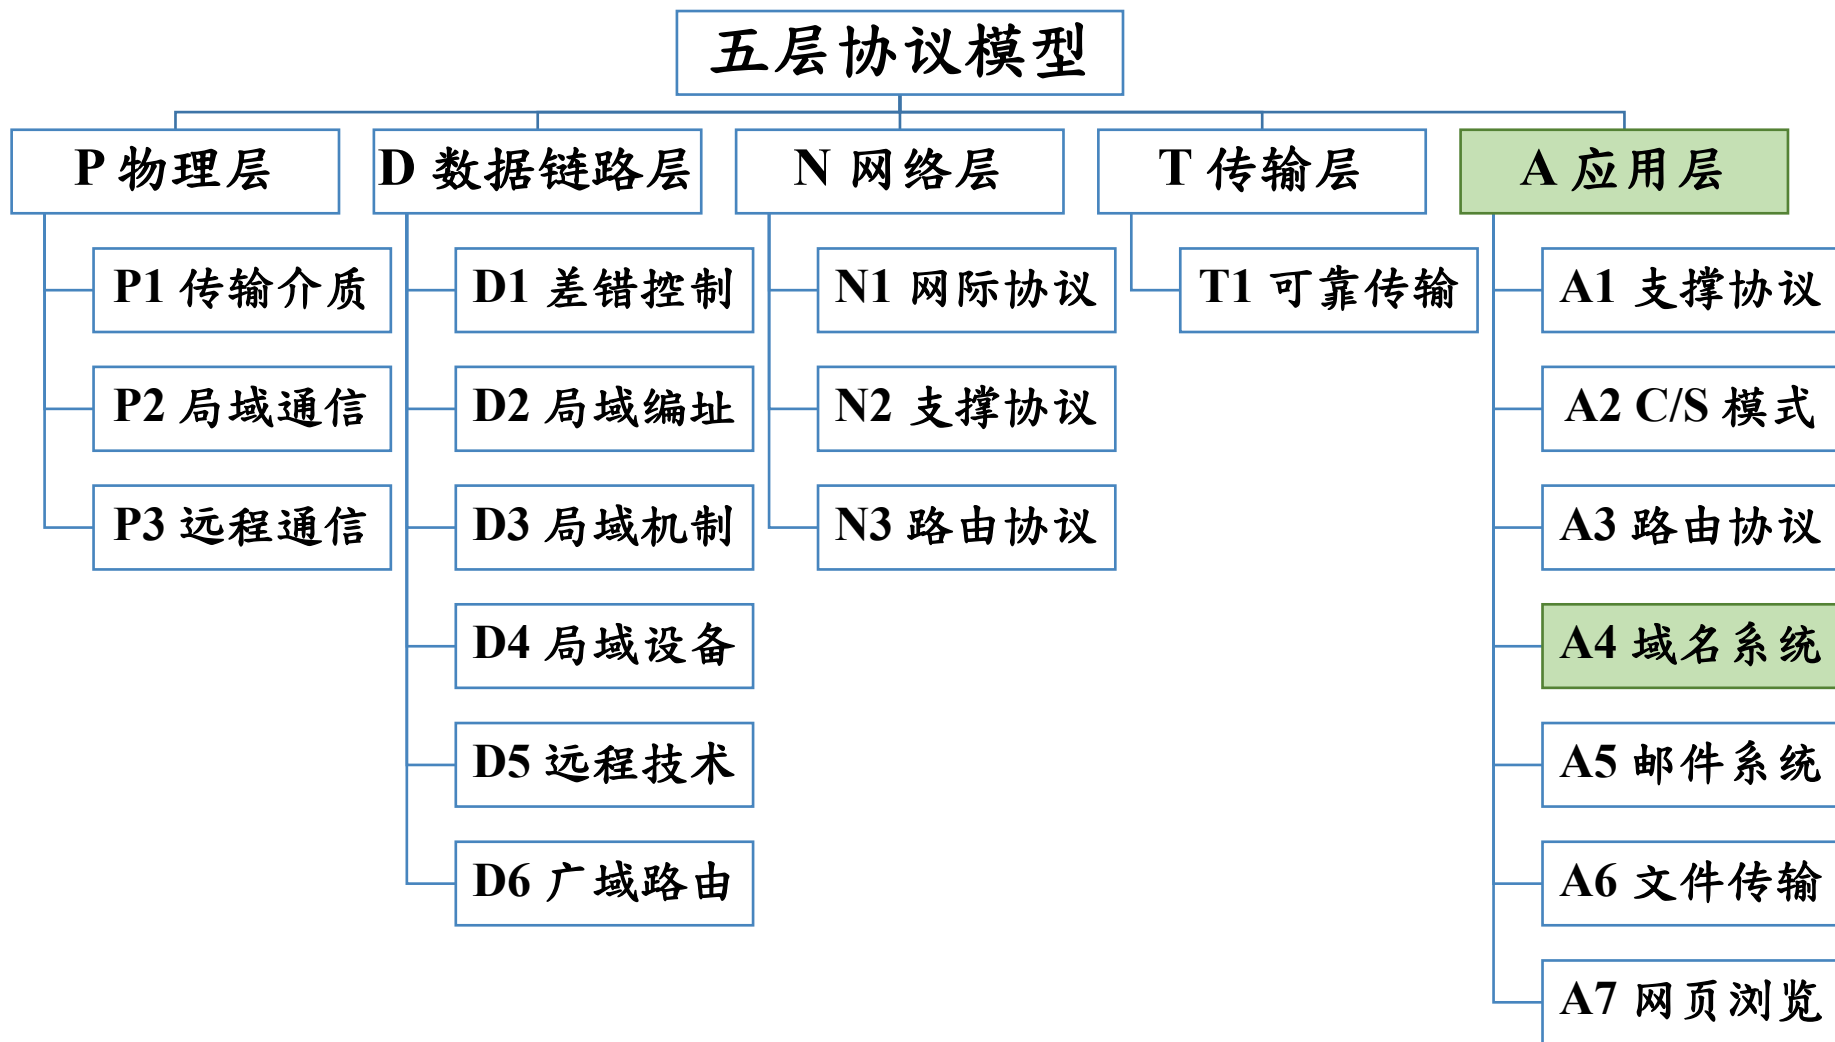 五层协议模型
P 物理层
P1 传输介质
P2 局域通信
P3 远程通信
D 数据链路层
D1 差错控制
D2 局域编址
D3 局域机制
D4 局域设备
D5 远程技术
D6 广域路由
N 网络层
N1 网际协议
N2 支撑协议
N3 路由协议
T 传输层
T1 可靠传输
A 应用层
A1 支撑协议
A2 C/S 模式
A3 路由协议
A4 域名系统
A5 邮件系统
A6 文件传输
A7 网页浏览